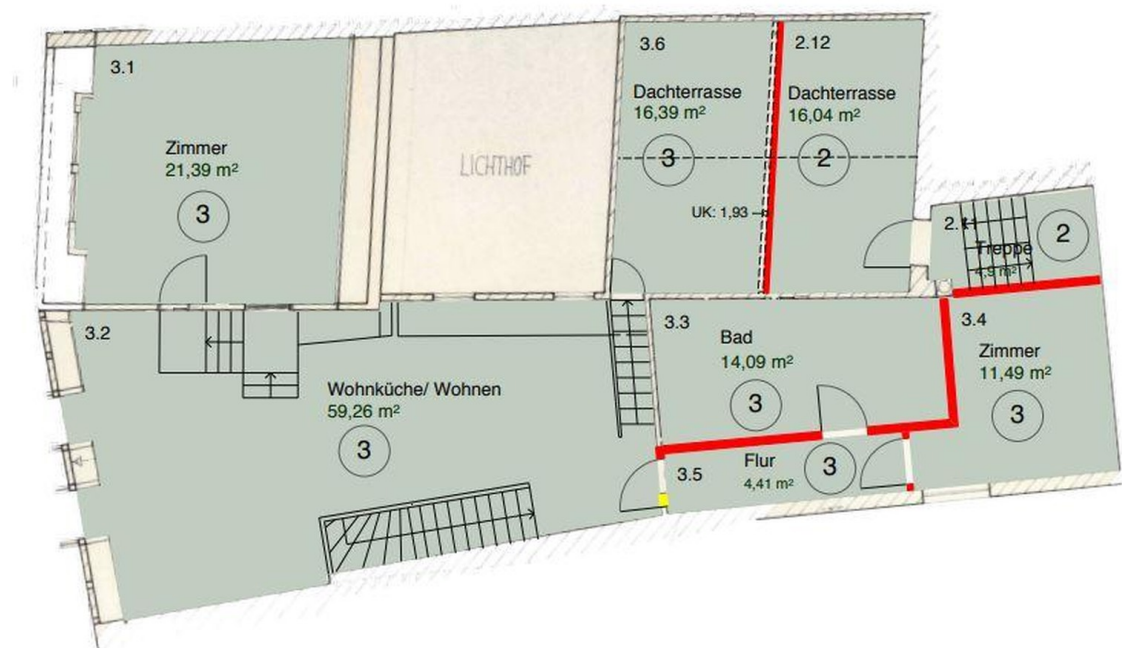 3.1
Zimmer
21,39 m²
3
LICHTHOF
3.6
Dachterrasse
16,39 m²
3
UK: 1,93
2.12
Dachterrasse
16,04 m²
2
2.11
Treppe
4,9 m²
2
3.2
Wohnküche/ Wohnen
59,26 m²
3
3.3
Bad
14,09 m²
3
3.4
Zimmer
11,49 m²
3
3.5
Flur
4,41 m²
3